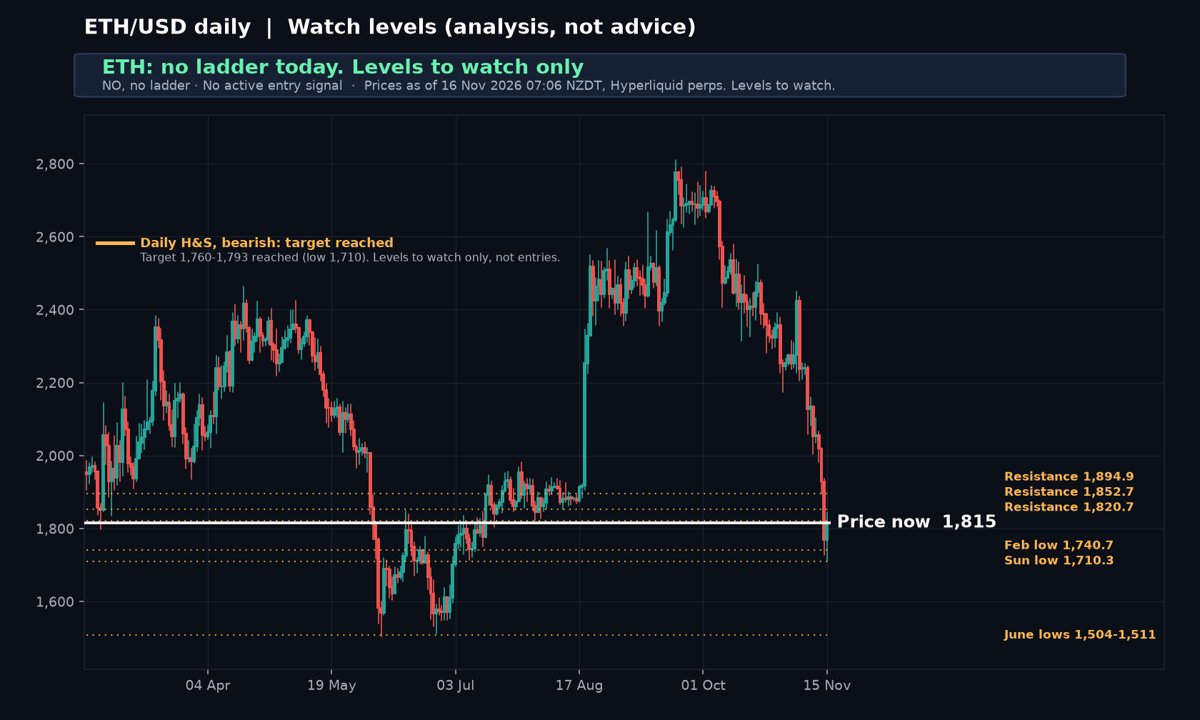 ETH/USD daily | Watch levels (analysis, not advice)
ETH: no ladder today. Levels to watch only
NO, no ladder · No active entry signal · Prices as of 16 Nov 2026 07:06 NZDT, Hyperliquid perps. Levels to watch.
2,800
2,600
Daily H&S, bearish: target reached
Target 1,760-1,793 reached (low 1,710). Levels to watch only, not entries.
2,400
2,200
2,000
Resistance 1,894.9
Resistance 1,852.7
Resistance 1,820.7
1,800
Price now 1,815
Feb low 1,740.7
Sun low 1,710.3
1,600
June lows 1,504-1,511
04 Apr
19 May
03 Jul
17 Aug
01 Oct
15 Nov